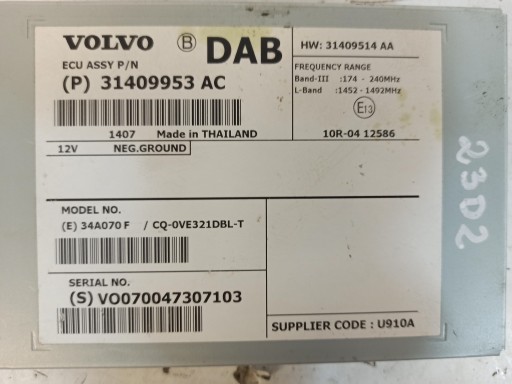 VOLVO B DAB
ECU ASSY P/N
(P) 31409953 AC
1407 Made in THAILAND
HW: 31409514 AA
FREQUENCY RANGE
Band-III :174 - 240MHz
L-Band :1452 - 1492MHz
E13
10R-04 12586
12V NEG.GROUND
MODEL NO.
(E) 34A070 F / CQ-0VE321DBL-T
SERIAL NO.
(S) VO070047307103
SUPPLIER CODE : U910A
23D2